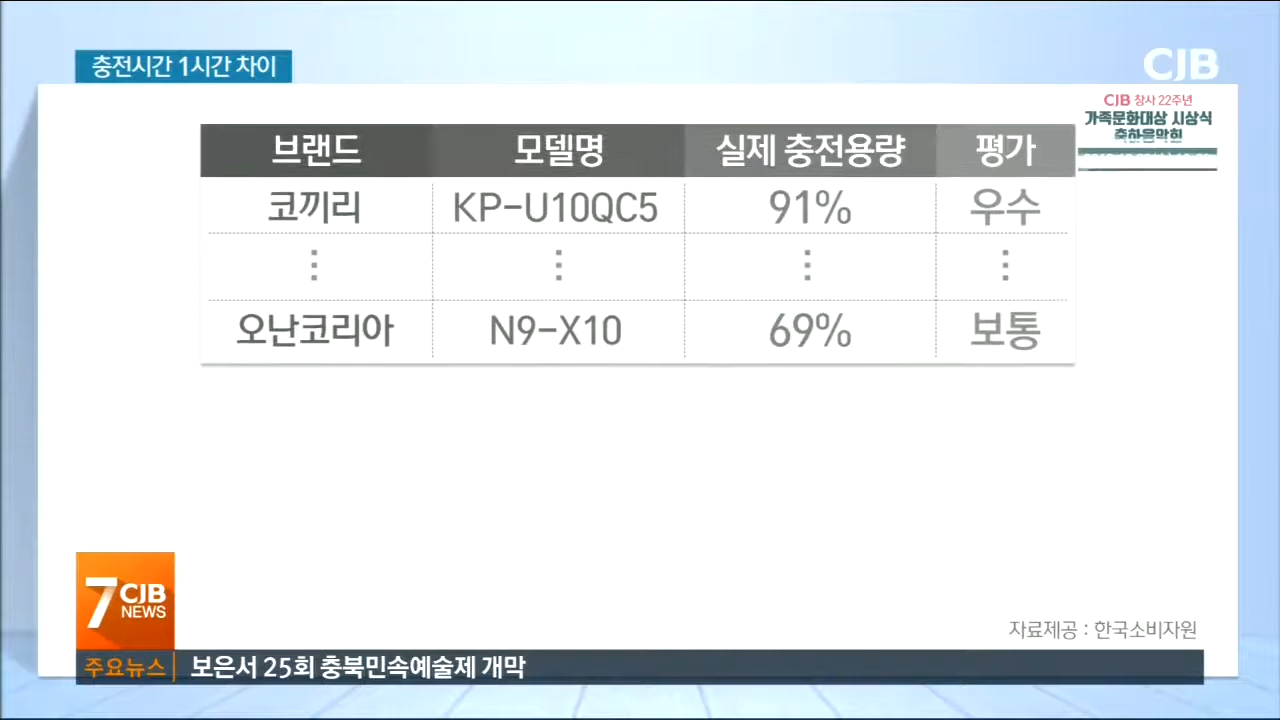 충전시간 1시간 차이
CJB
CJB 창사 22주년
가족문화대상 시상식
축하음악회
브랜드 모델명 실제 충전용량 평가
코끼리 KP-U10QC5 91% 우수
⋮ ⋮ ⋮ ⋮
오난코리아 N9-X10 69% 보통
7 CJB NEWS
자료제공 : 한국소비자원
주요뉴스 보은서 25회 충북민속예술제 개막